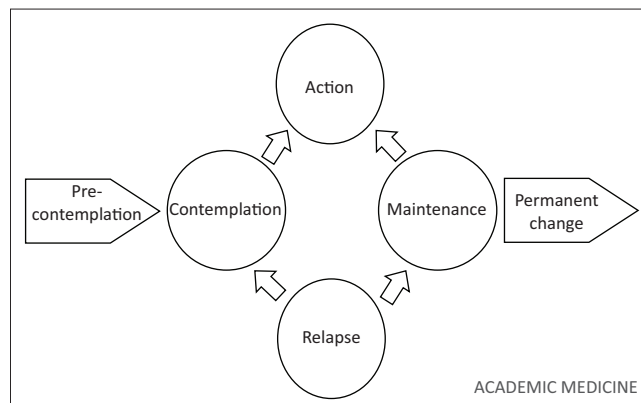 Action
Pre-
contemplation
Contemplation
Maintenance
Permanent
change
Relapse
ACADEMIC MEDICINE